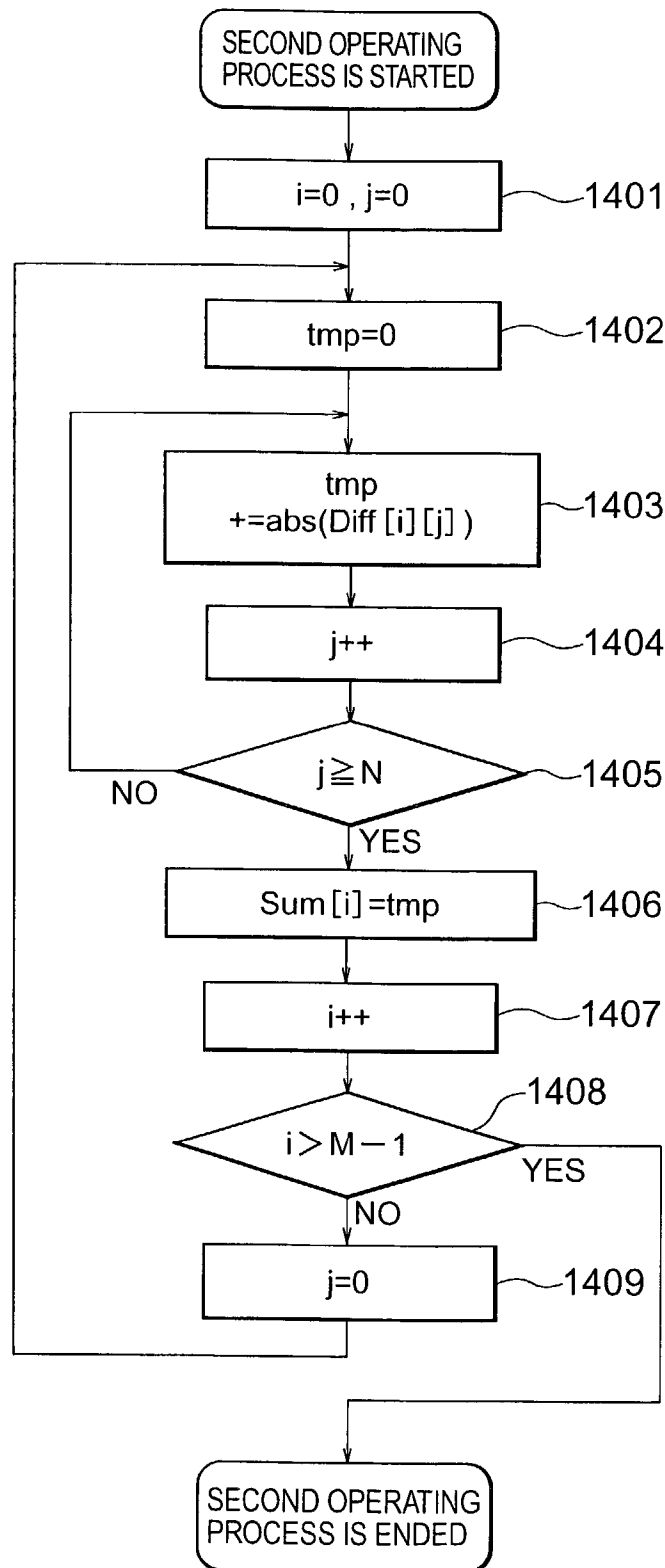 SECOND OPERATING
PROCESS IS STARTED
i=0 , j=0
1401
tmp=0
1402
tmp
+=abs(Diff[i][j])
1403
j++
1404
j≧N
1405
NO
YES
Sum[i]=tmp
1406
i++
1407
1408
i>M-1
YES
NO
j=0
1409
SECOND OPERATING
PROCESS IS ENDED